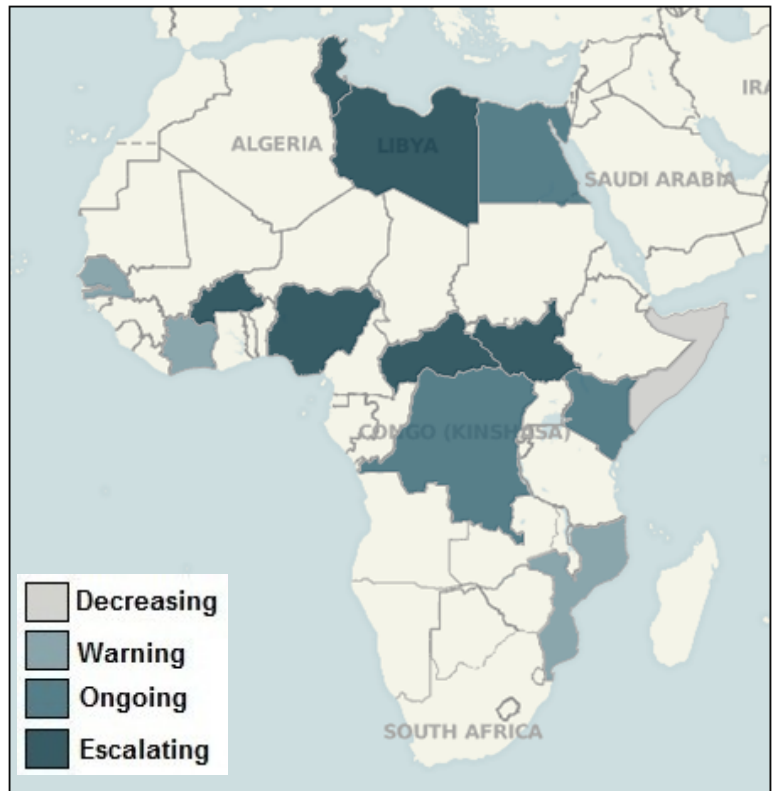 IRA
ALGERIA
LIBYA
SAUDI ARABIA
CONGO (KINSHASA)
SOUTH AFRICA
Decreasing
Warning
Ongoing
Escalating